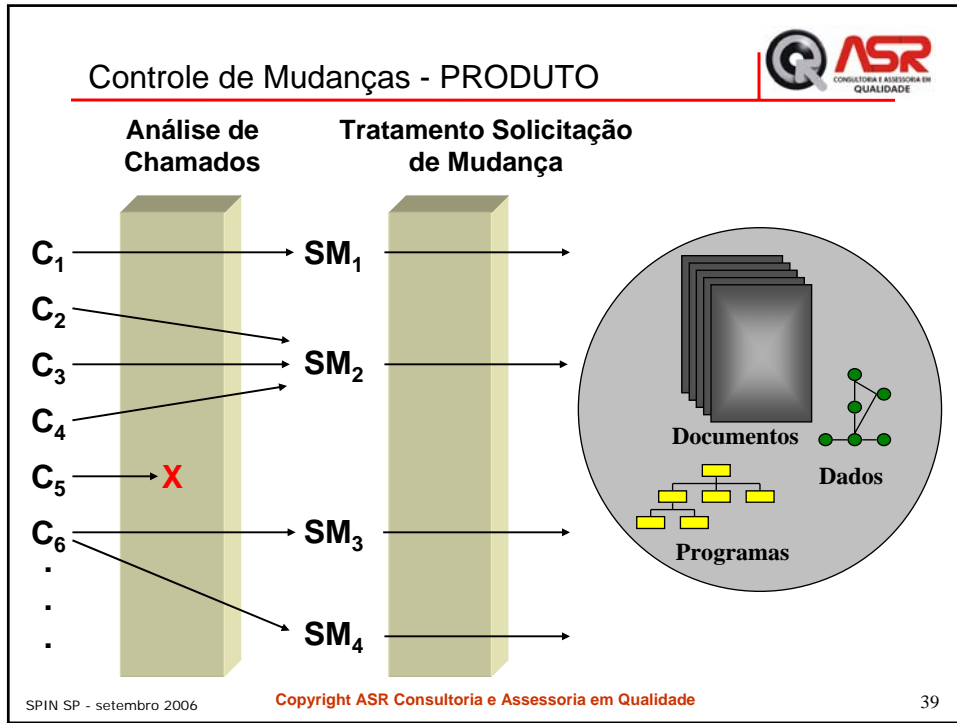 Controle de Mudanças - PRODUTO
ASR
CONSULTORIA E ASSESSORIA EM
QUALIDADE
Análise de
Chamados
Tratamento Solicitação
de Mudança
C1
SM1
C2
C3
SM2
C4
C5
X
C6
SM3
.
.
.
SM4
Documentos
Dados
Programas
SPIN SP - setembro 2006
Copyright ASR Consultoria e Assessoria em Qualidade
39